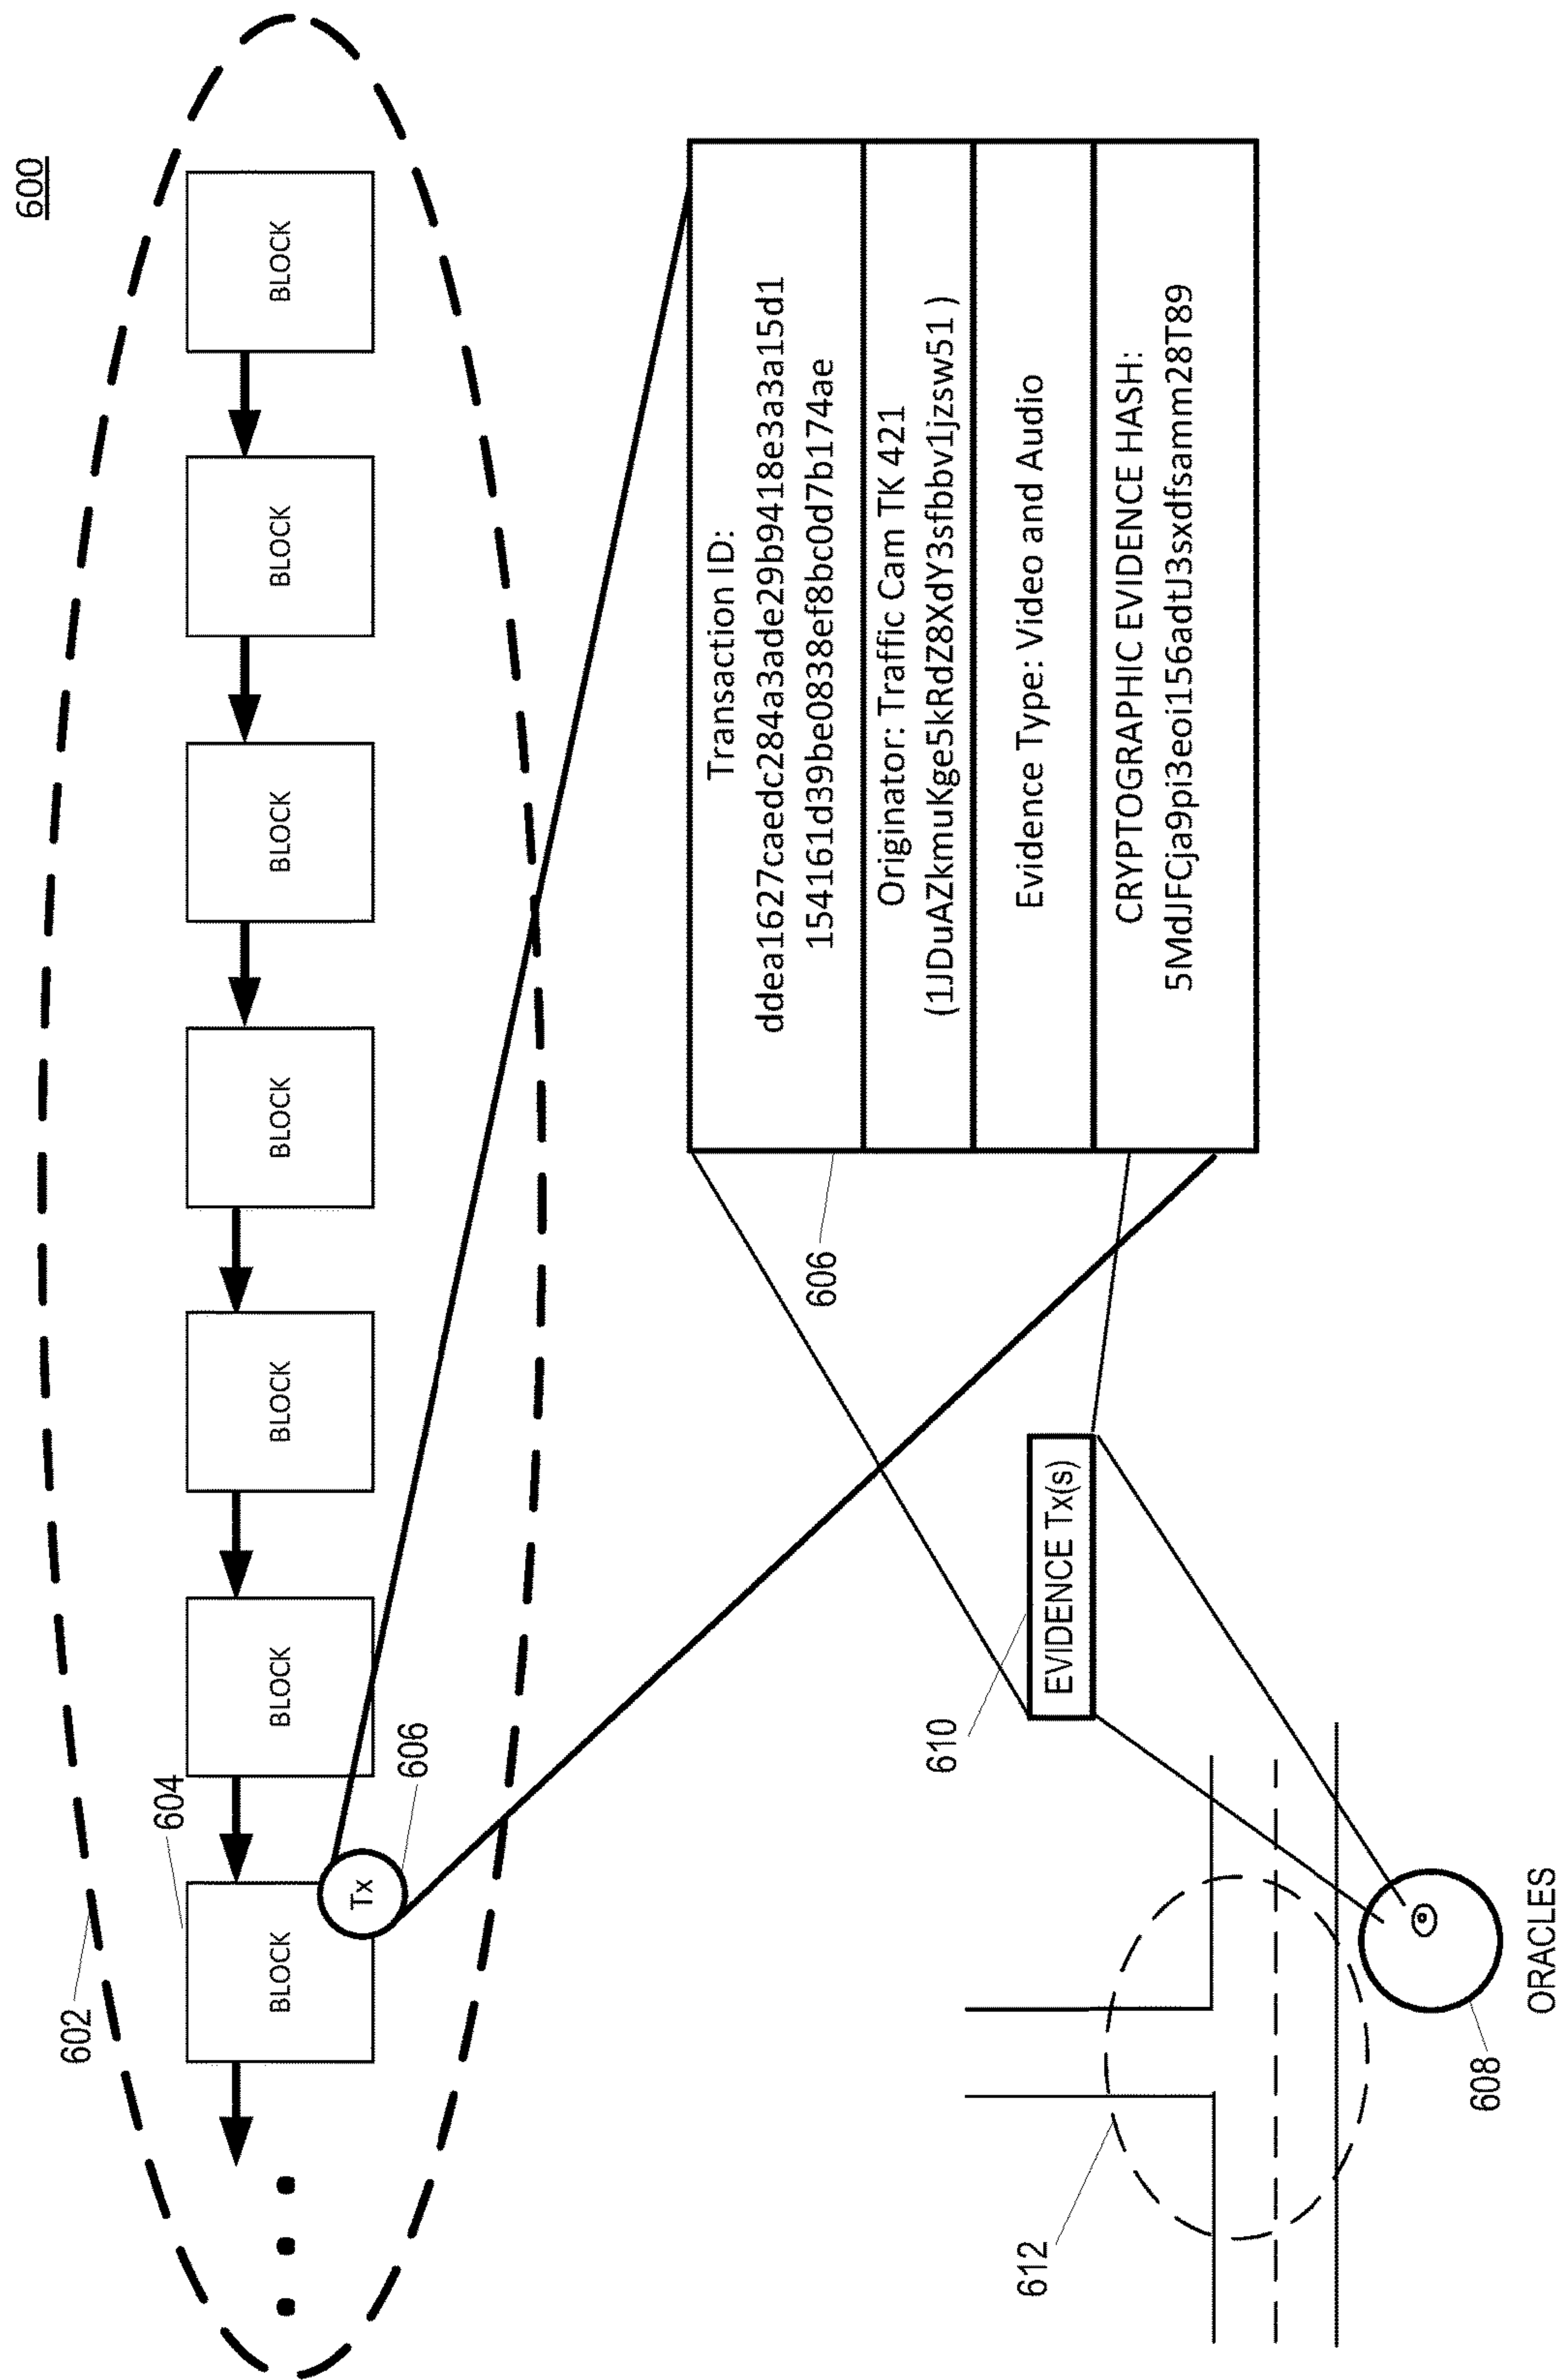 600
602
604
BLOCK
BLOCK
BLOCK
BLOCK
BLOCK
BLOCK
BLOCK
Tx
606
Transaction ID:
ddea1627caedc284a3ade29b9418e3a3a15d1
154161d39be0838ef8bc0d7b174ae
Originator: Traffic Cam TK 421
(1JDuAZkmuKge5kRdZ8XdY3sfbbv1jzsw51 )
Evidence Type: Video and Audio
CRYPTOGRAPHIC EVIDENCE HASH:
5MdJFCja9pi3eoi156adtJ3sxdfsamm28T89
606
610
EVIDENCE Tx(s)
612
608
ORACLES